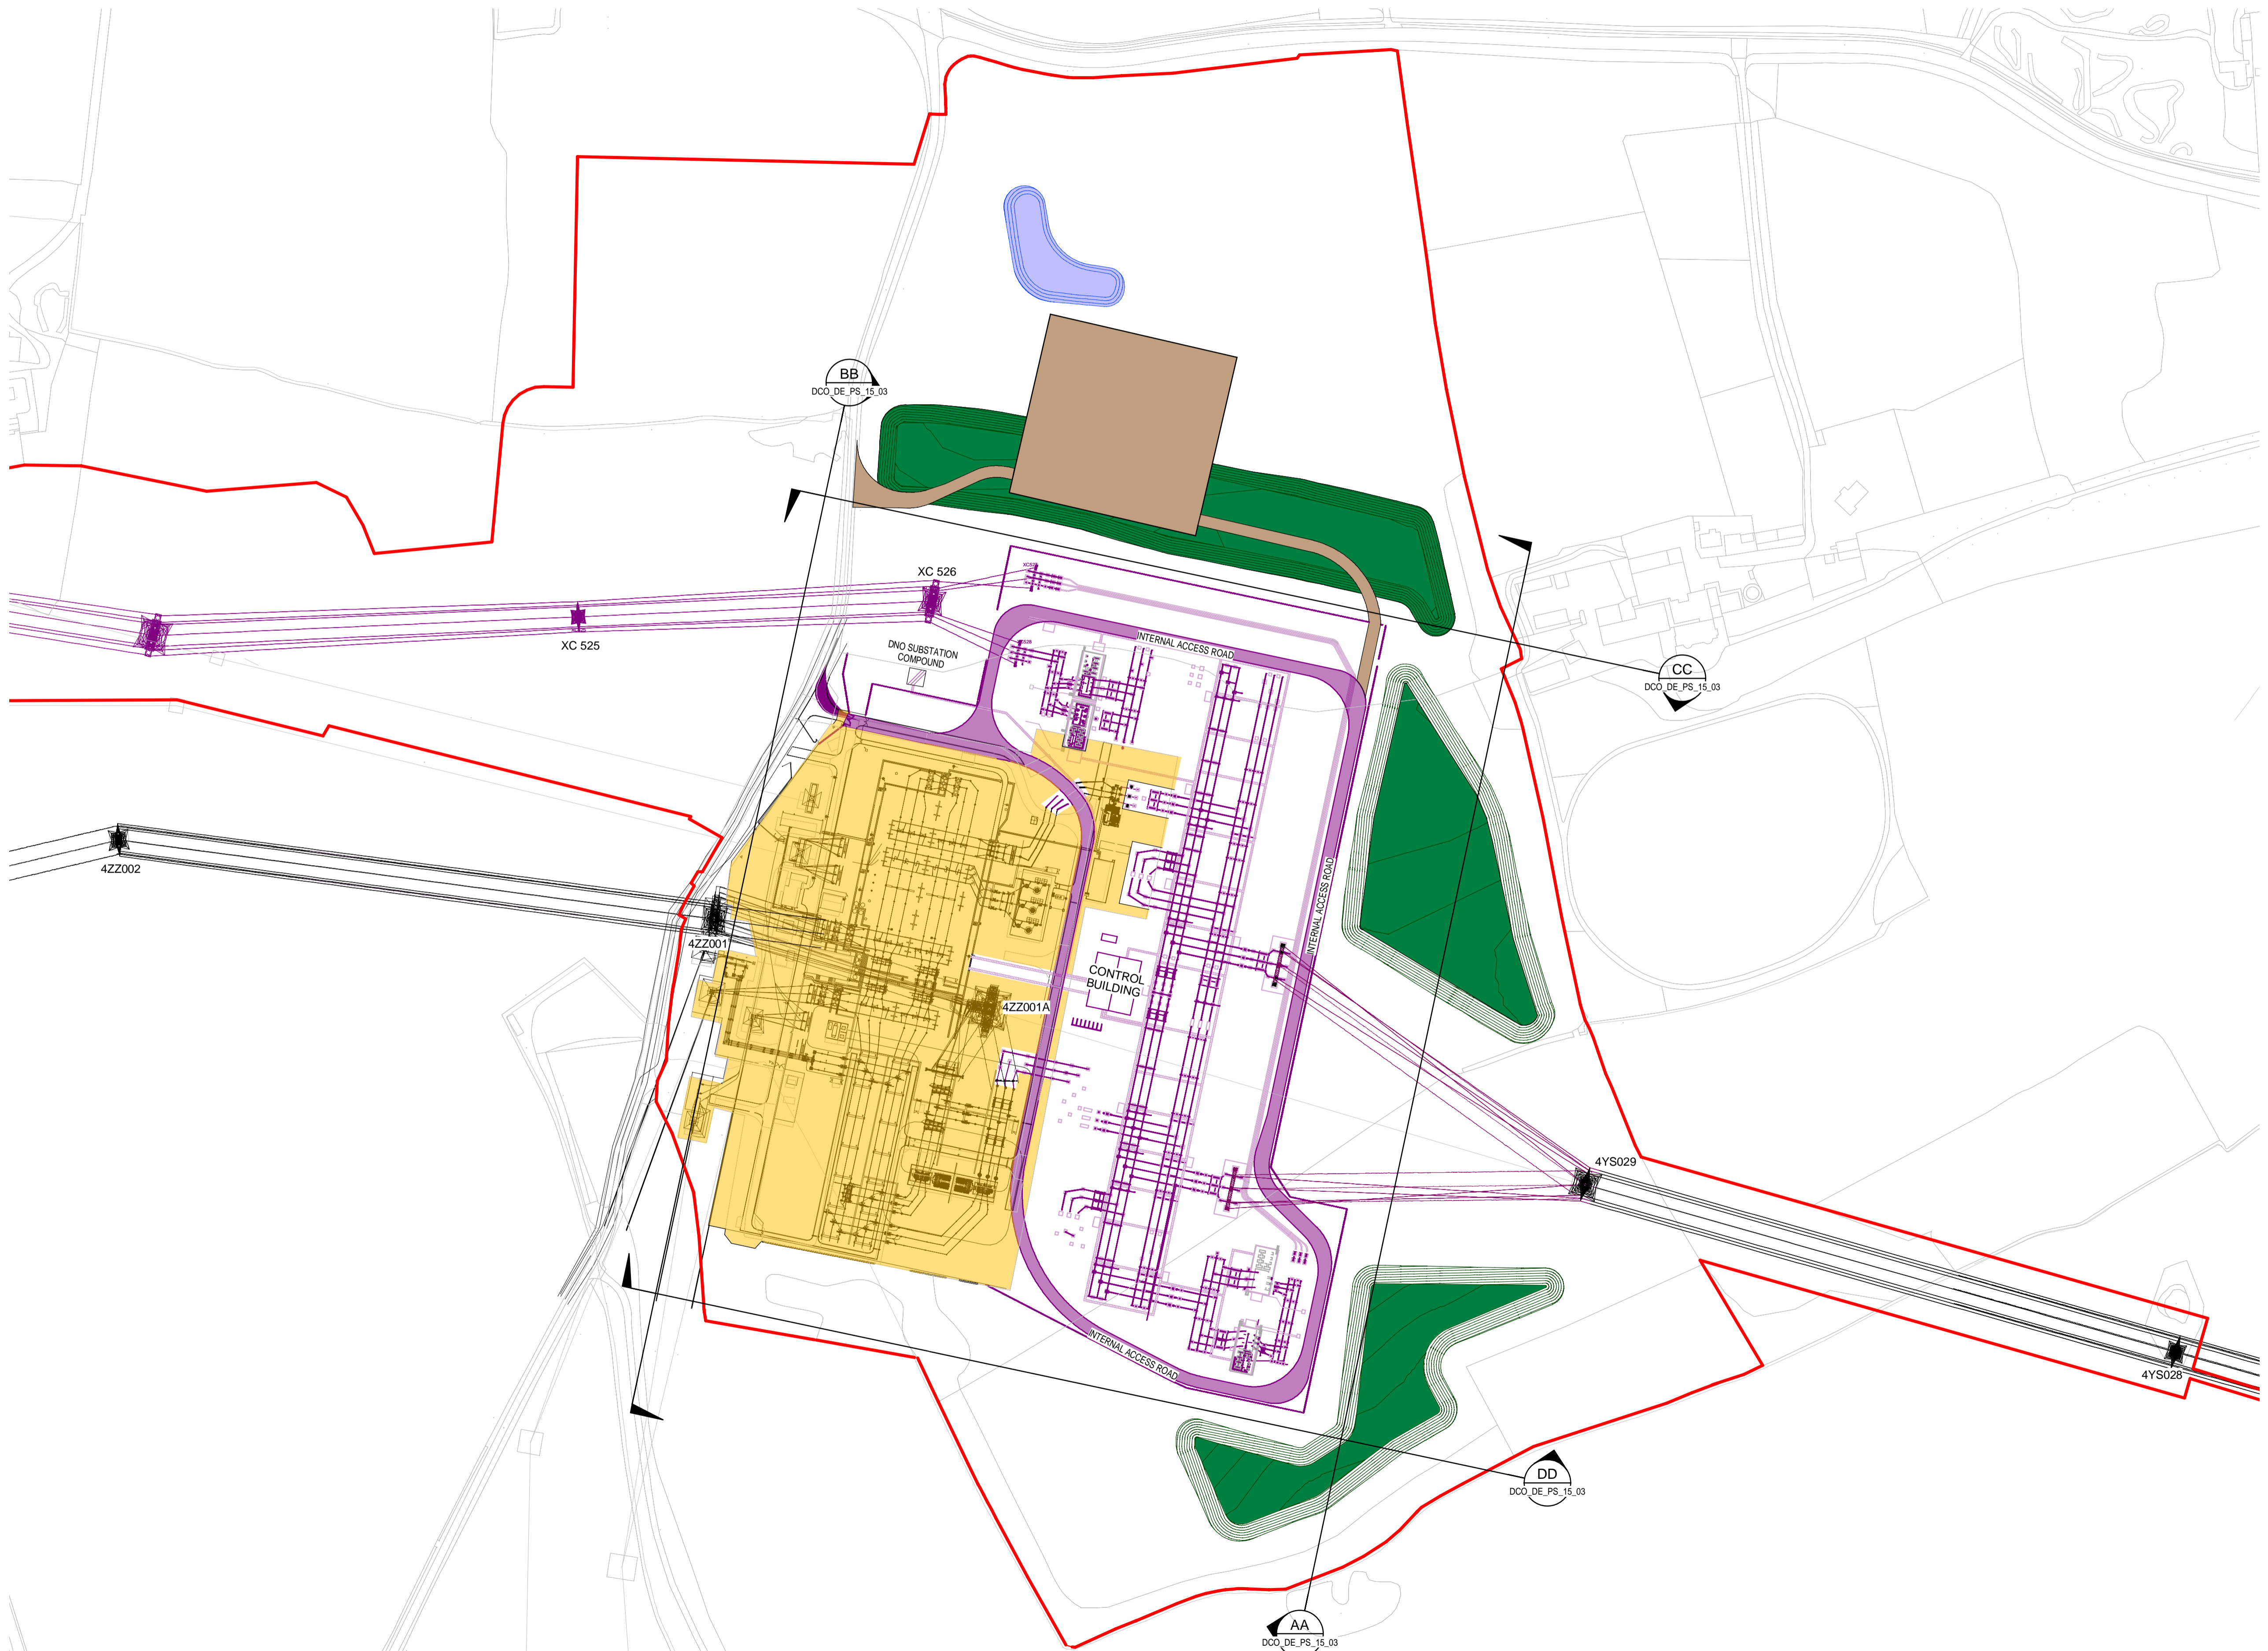 BB
DCO_DE_PS_15_03
XC 526
XC 525
DNO SUBSTATION
COMPOUND
INTERNAL ACCESS ROAD
CC
DCO_DE_PS_15_03
4ZZ002
4ZZ001
INTERNAL ACCESS ROAD
CONTROL
BUILDING
4ZZ001A
4YS029
INTERNAL ACCESS ROAD
4YS028
DD
DCO_DE_PS_15_03
AA
DCO_DE_PS_15_03